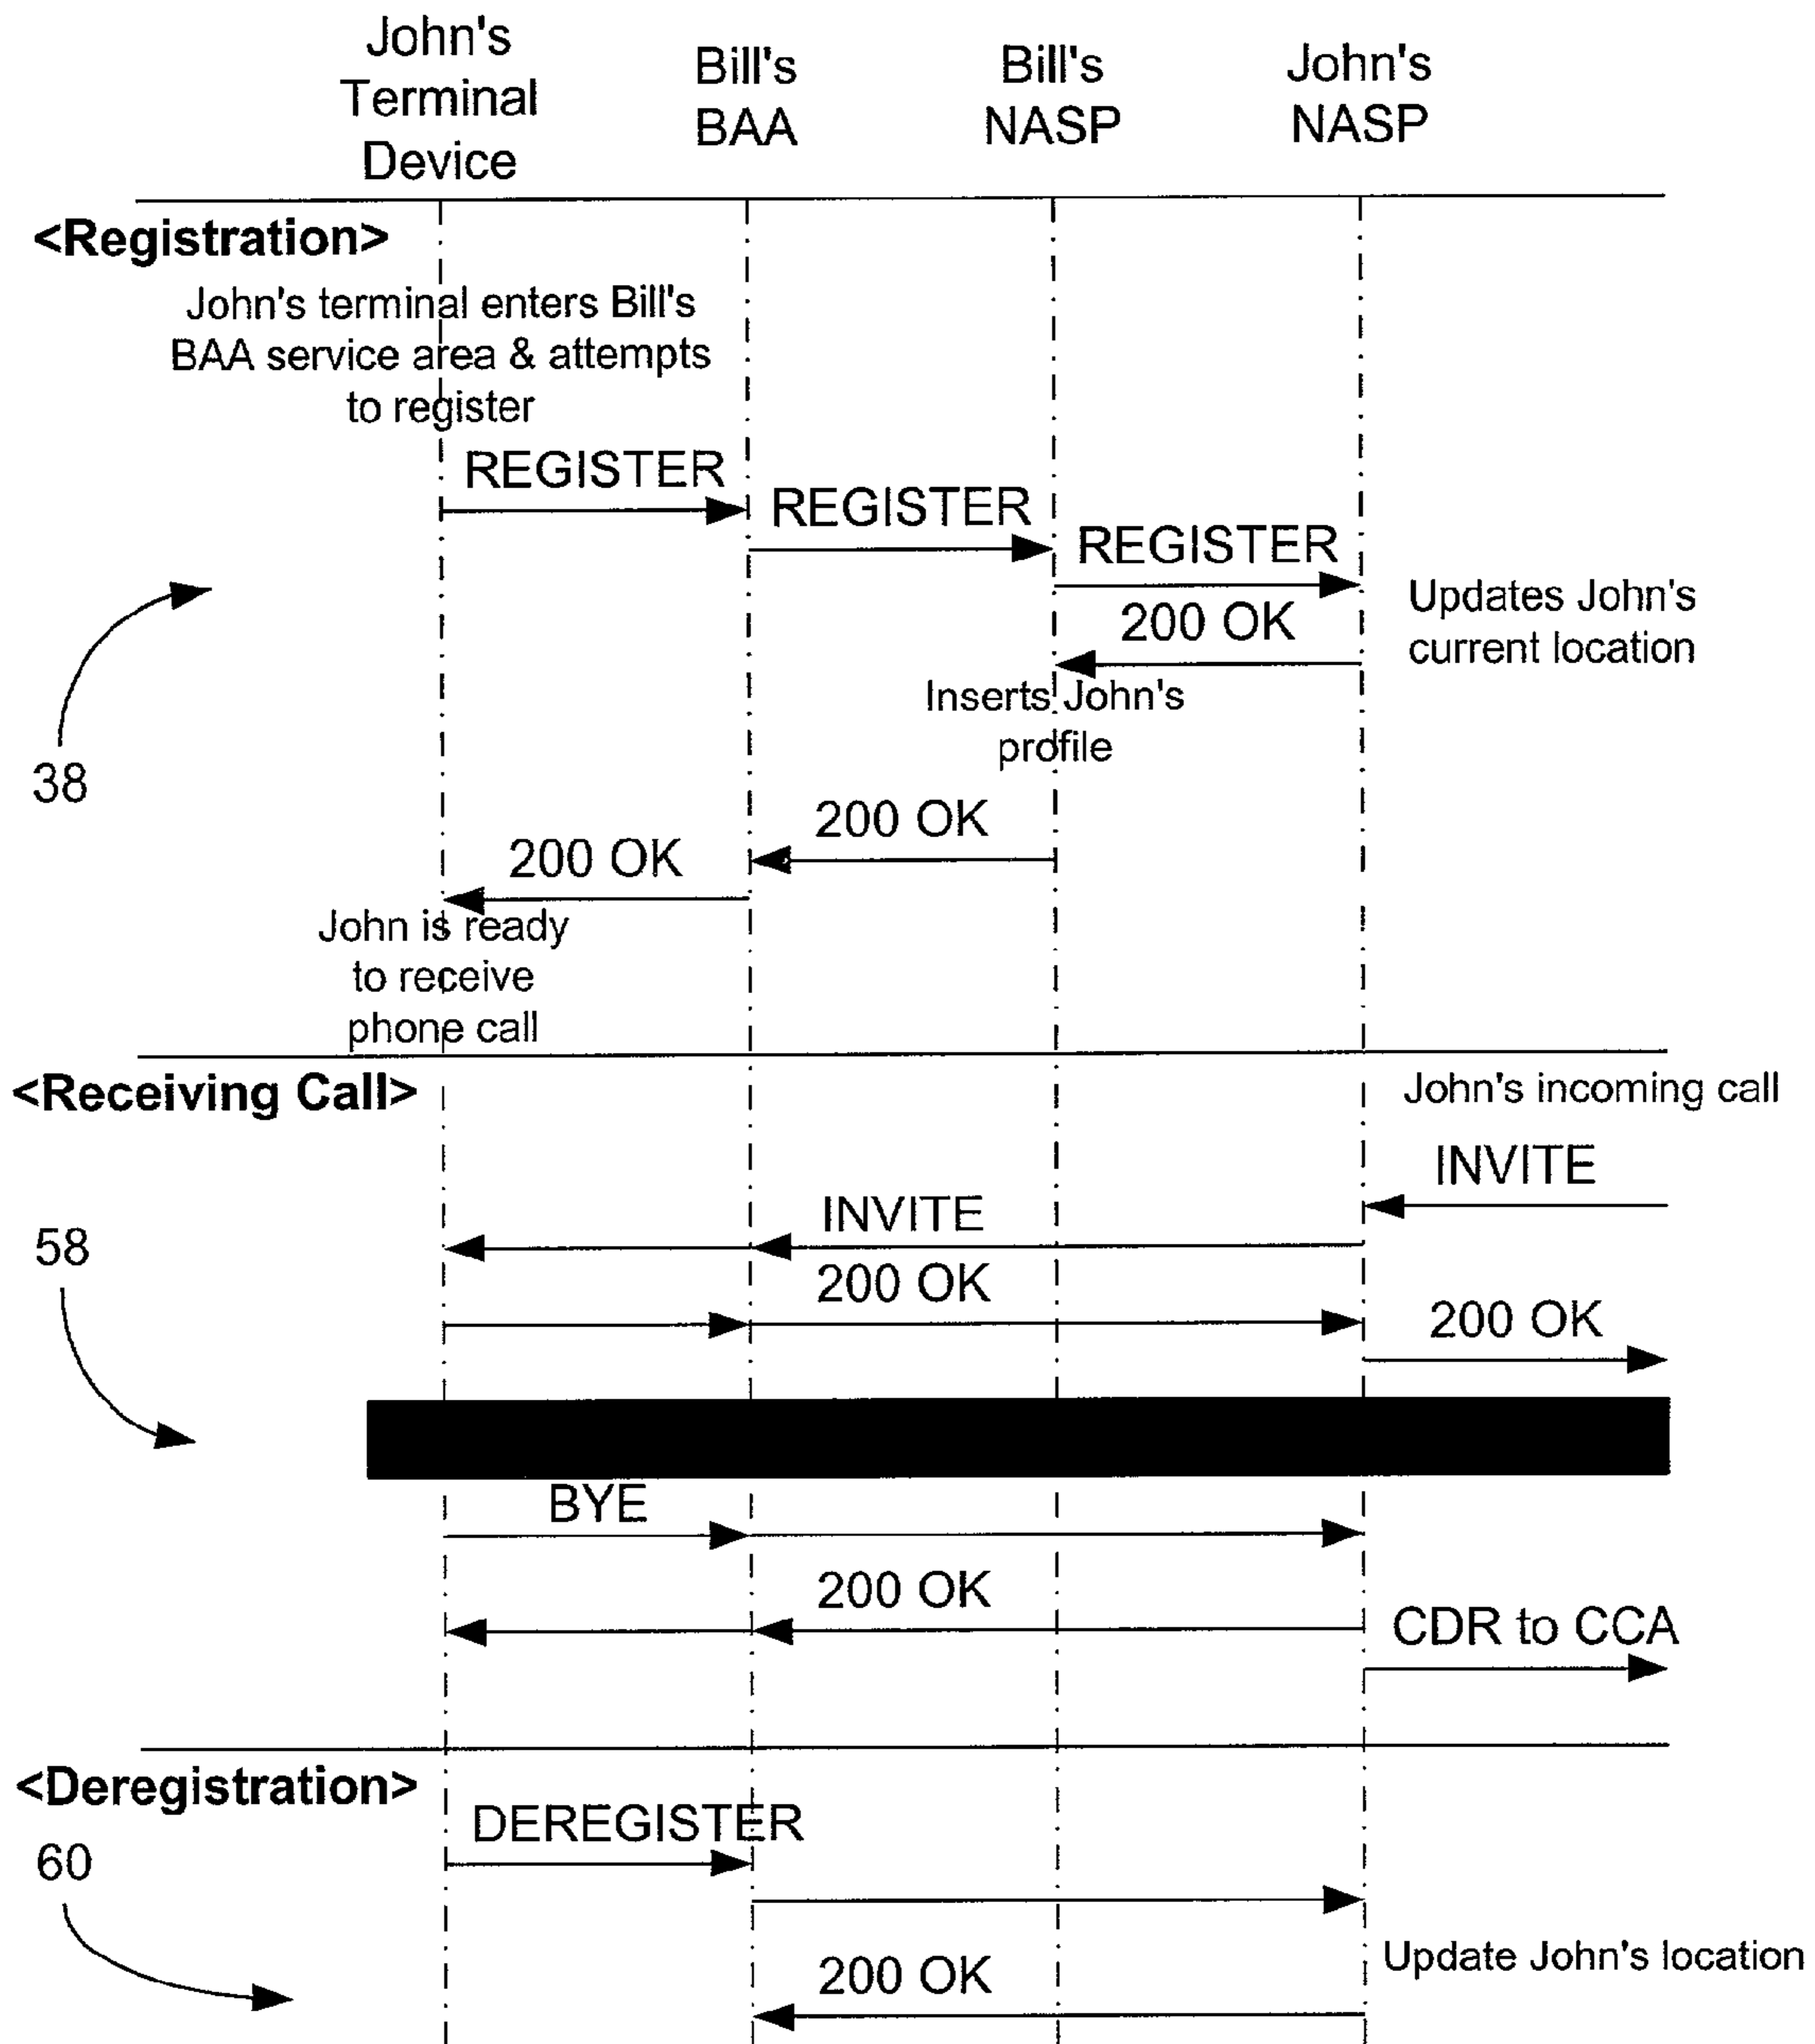 John's
Terminal
Device
Bill's
BAA
Bill's
NASP
John's
NASP
<Registration>
John's terminal enters Bill's
BAA service area & attempts
to register
REGISTER
REGISTER
REGISTER
200 OK
Updates John's
current location
Inserts John's
profile
38
200 OK
200 OK
John is ready
to receive
phone call
<Receiving Call>
John's incoming call
INVITE
INVITE
58
200 OK
200 OK
BYE
200 OK
CDR to CCA
<Deregistration>
DEREGISTER
60
Update John's location
200 OK